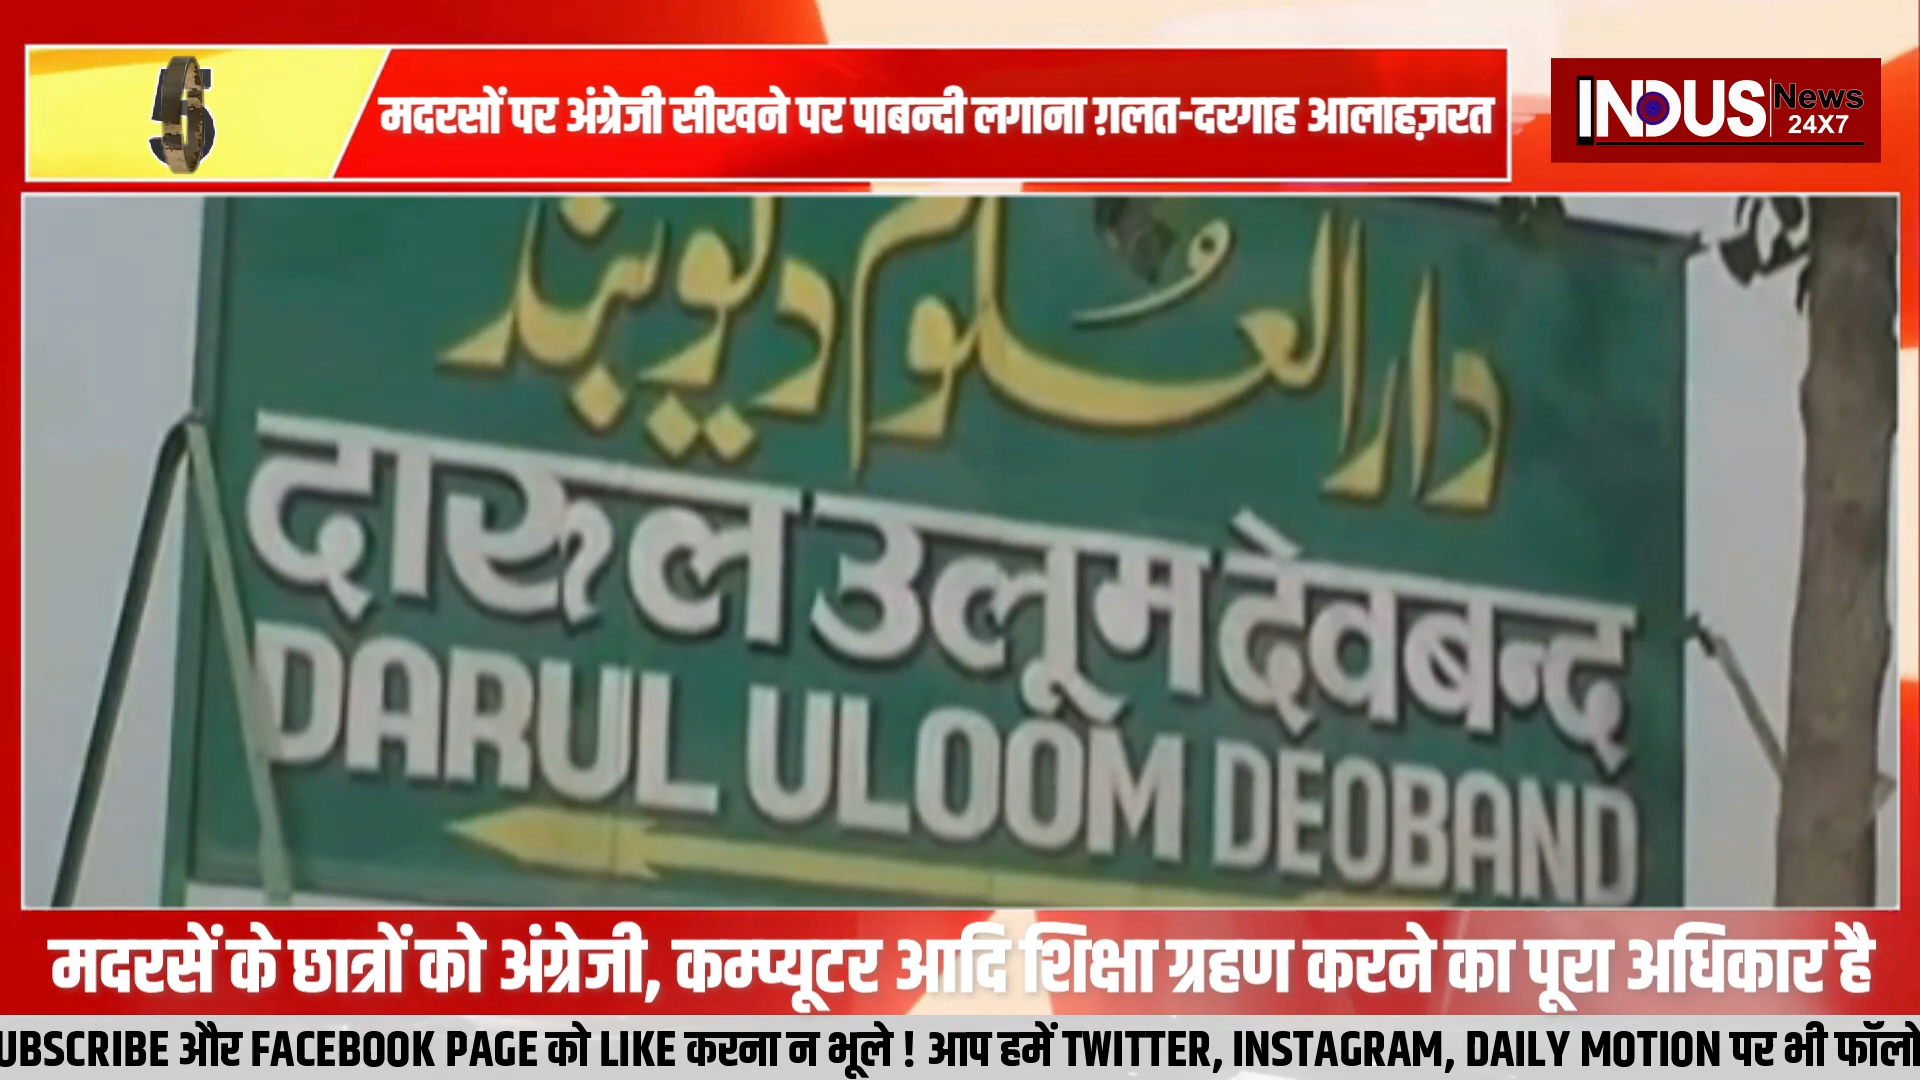 5
मदरसों पर अंग्रेजी सीखने पर पाबन्दी लगाना ग़लत-दरगाह आलाहज़रत
INDUS News 24X7
دارالعلوم دیوبند
दारुल उलूम देवबन्द
DARUL ULOOM DEOBAND
मदरसें के छात्रों को अंग्रेजी, कम्प्यूटर आदि शिक्षा ग्रहण करने का पूरा अधिकार है
UBSCRIBE और FACEBOOK PAGE को LIKE करना न भूले ! आप हमें TWITTER, INSTAGRAM, DAILY MOTION पर भी फॉलो